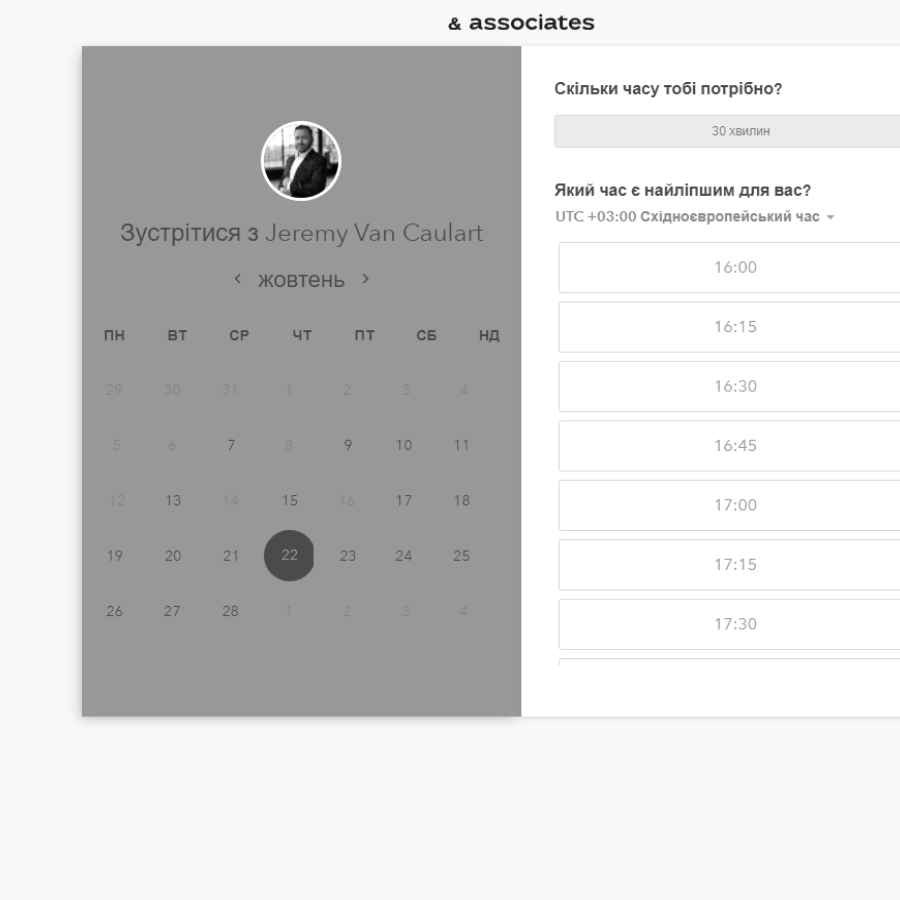 & associates
Зустрітися з Jeremy Van Caulart
жовтень
ПН ВТ СР ЧТ ПТ СБ НД
29 30 31 1 2 3 4
5 6 7 8 9 10 11
12 13 14 15 16 17 18
19 20 21 22 23 24 25
26 27 28 1 2 3 4
Скільки часу тобі потрібно?
30 хвилин
Який час є найліпшим для вас?
UTC +03:00 Східноєвропейський час
16:00
16:15
16:30
16:45
17:00
17:15
17:30